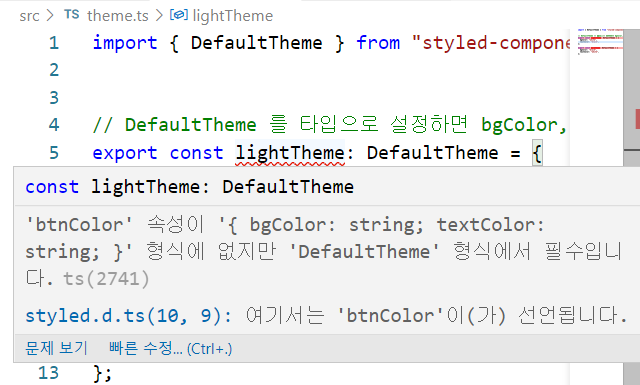 src > TS theme.ts > lightTheme
1 import { DefaultTheme } from "styled-compone
2
3
4 // DefaultTheme 를 타입으로 설정하면 bgColor,
5 export const lightTheme: DefaultTheme = {
const lightTheme: DefaultTheme
'btnColor' 속성이 '{ bgColor: string; textColor:
string; }' 형식에 없지만 'DefaultTheme' 형식에서 필수입니
다. ts(2741)
styled.d.ts(10, 9): 여기서는 'btnColor'이(가) 선언됩니다.
문제 보기 빠른 수정... (Ctrl+.)
13 };